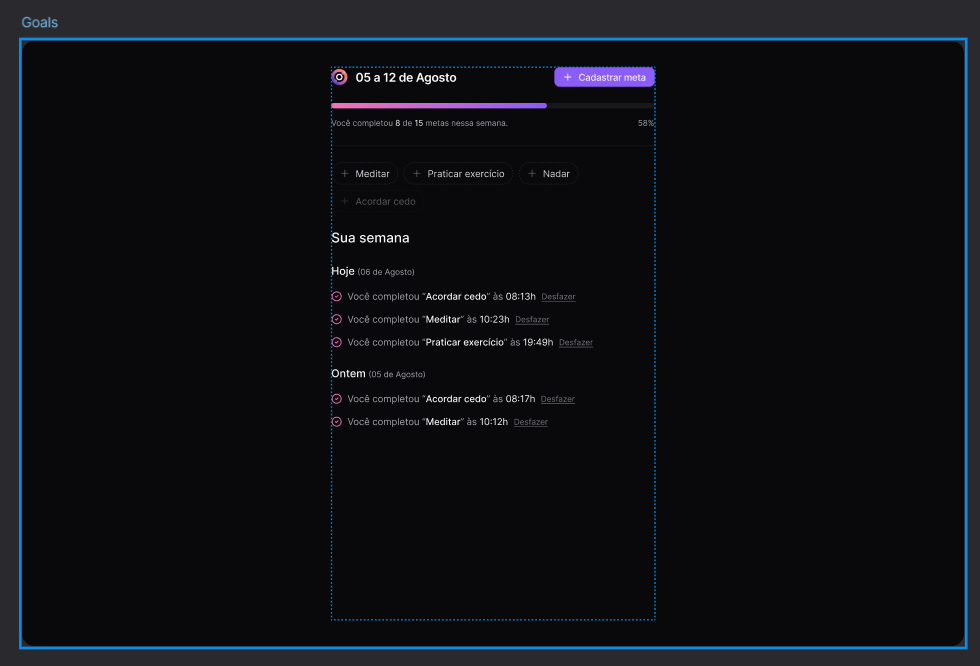 Goals
05 a 12 de Agosto
+ Cadastrar meta
Você completou 8 de 15 metas nessa semana.
58%
+ Meditar
+ Praticar exercício
+ Nadar
+ Acordar cedo
Sua semana
Hoje (06 de Agosto)
Você completou “Acordar cedo” às 08:13h Desfazer
Você completou “Meditar” às 10:23h Desfazer
Você completou “Praticar exercício” às 19:49h Desfazer
Ontem (05 de Agosto)
Você completou “Acordar cedo” às 08:17h Desfazer
Você completou “Meditar” às 10:12h Desfazer